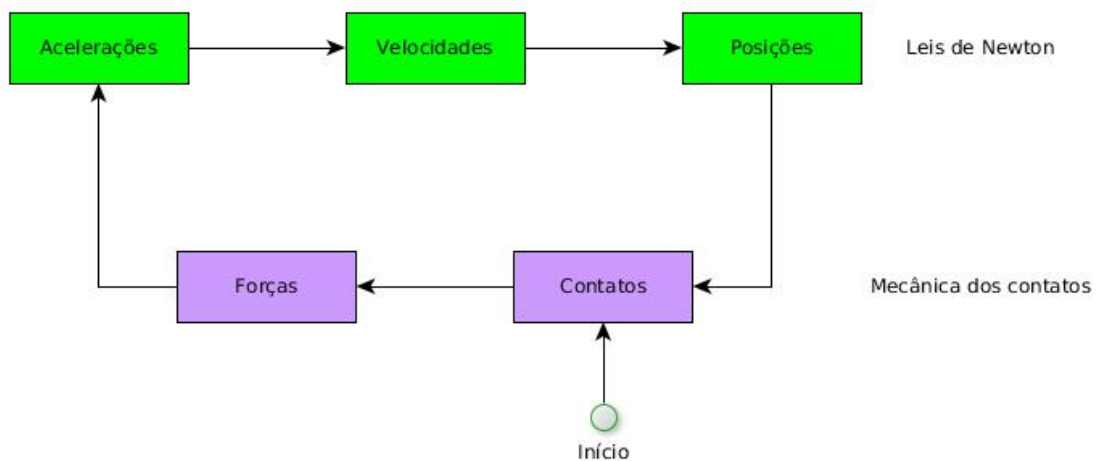 Acelerações
Velocidades
Posições
Leis de Newton
Forças
Contatos
Mecânica dos contatos
Início